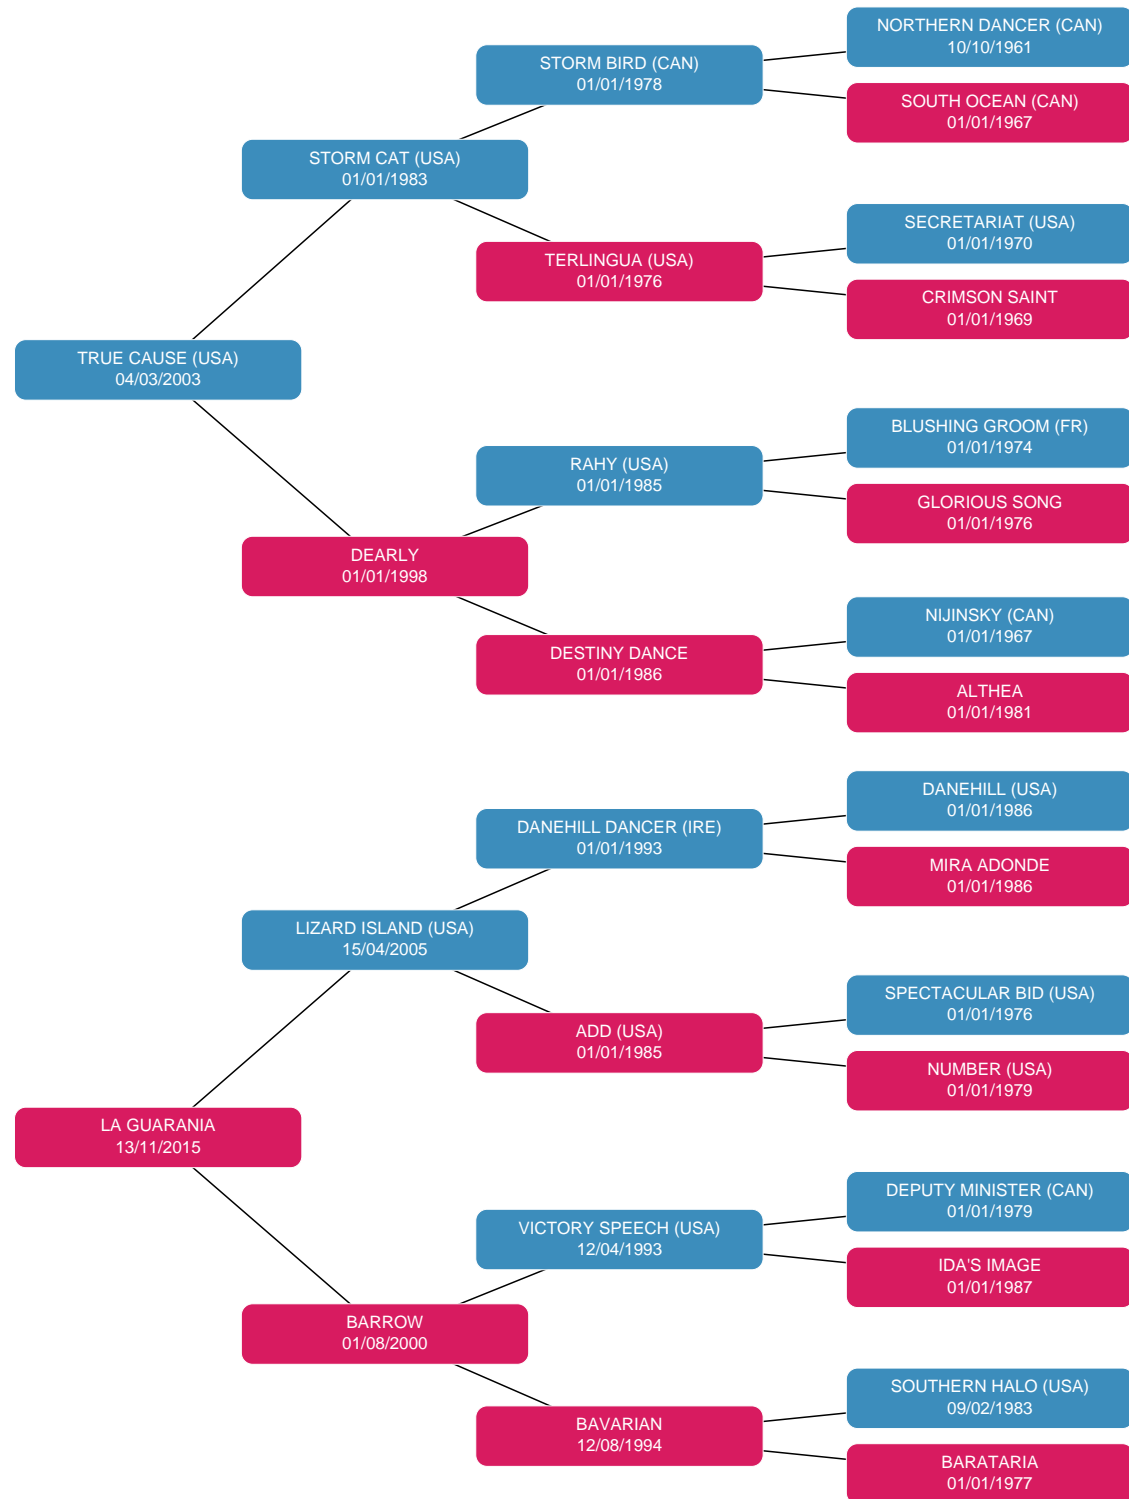 NORTHERN DANCER (CAN)
10/10/1961
STORM BIRD (CAN)
01/01/1978
SOUTH OCEAN (CAN)
01/01/1967
STORM CAT (USA)
01/01/1983
SECRETARIAT (USA)
01/01/1970
TERLINGUA (USA)
01/01/1976
CRIMSON SAINT
01/01/1969
TRUE CAUSE (USA)
04/03/2003
BLUSHING GROOM (FR)
01/01/1974
RAHY (USA)
01/01/1985
GLORIOUS SONG
01/01/1976
DEARLY
01/01/1998
NIJINSKY (CAN)
01/01/1967
DESTINY DANCE
01/01/1986
ALTHEA
01/01/1981
DANEHILL (USA)
01/01/1986
DANEHILL DANCER (IRE)
01/01/1993
MIRA ADONDE
01/01/1986
LIZARD ISLAND (USA)
15/04/2005
SPECTACULAR BID (USA)
01/01/1976
ADD (USA)
01/01/1985
NUMBER (USA)
01/01/1979
LA GUARANIA
13/11/2015
DEPUTY MINISTER (CAN)
01/01/1979
VICTORY SPEECH (USA)
12/04/1993
IDA'S IMAGE
01/01/1987
BARROW
01/08/2000
SOUTHERN HALO (USA)
09/02/1983
BAVARIAN
12/08/1994
BARATARIA
01/01/1977